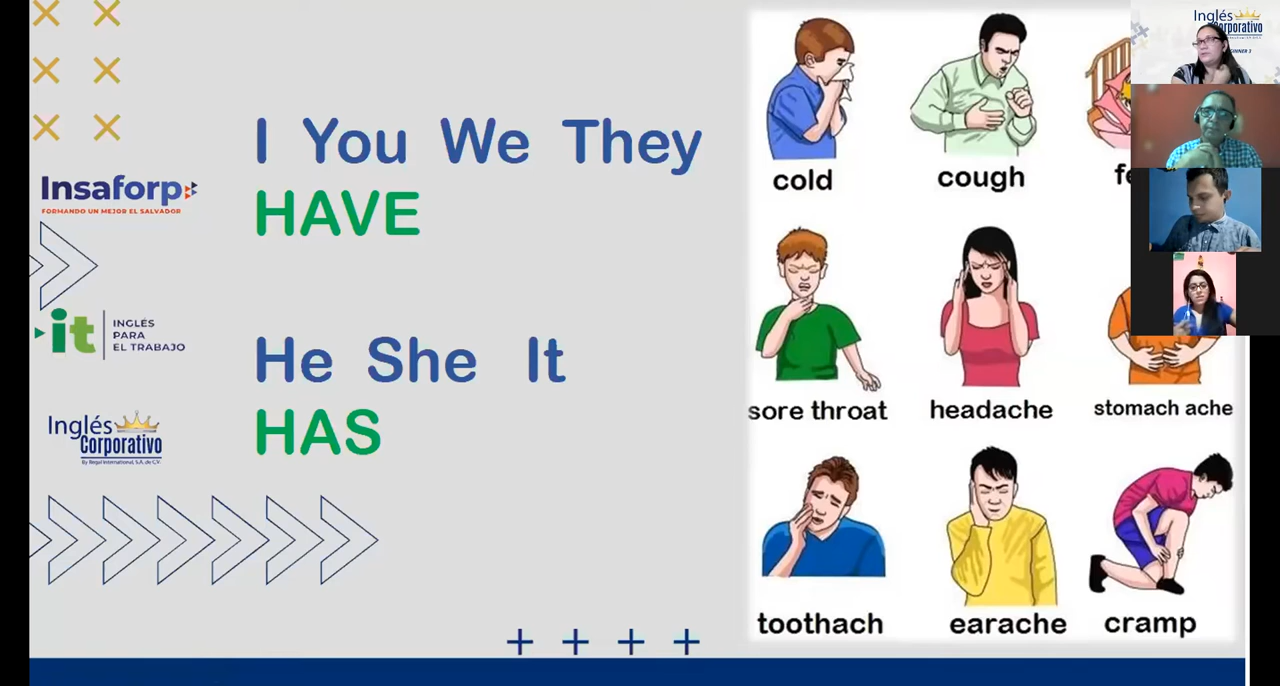 I You We They
HAVE
Insaforp
FORMANDO UN MEJOR EL SALVADOR
He She It
HAS
it
INGLÉS
PARA
EL TRABAJO
Inglés
Corporativo
By Regal International, S.A. de C.V.
cold
cough
sore throat
headache
stomach ache
toothach
earache
cramp
Inglés
Corporativo